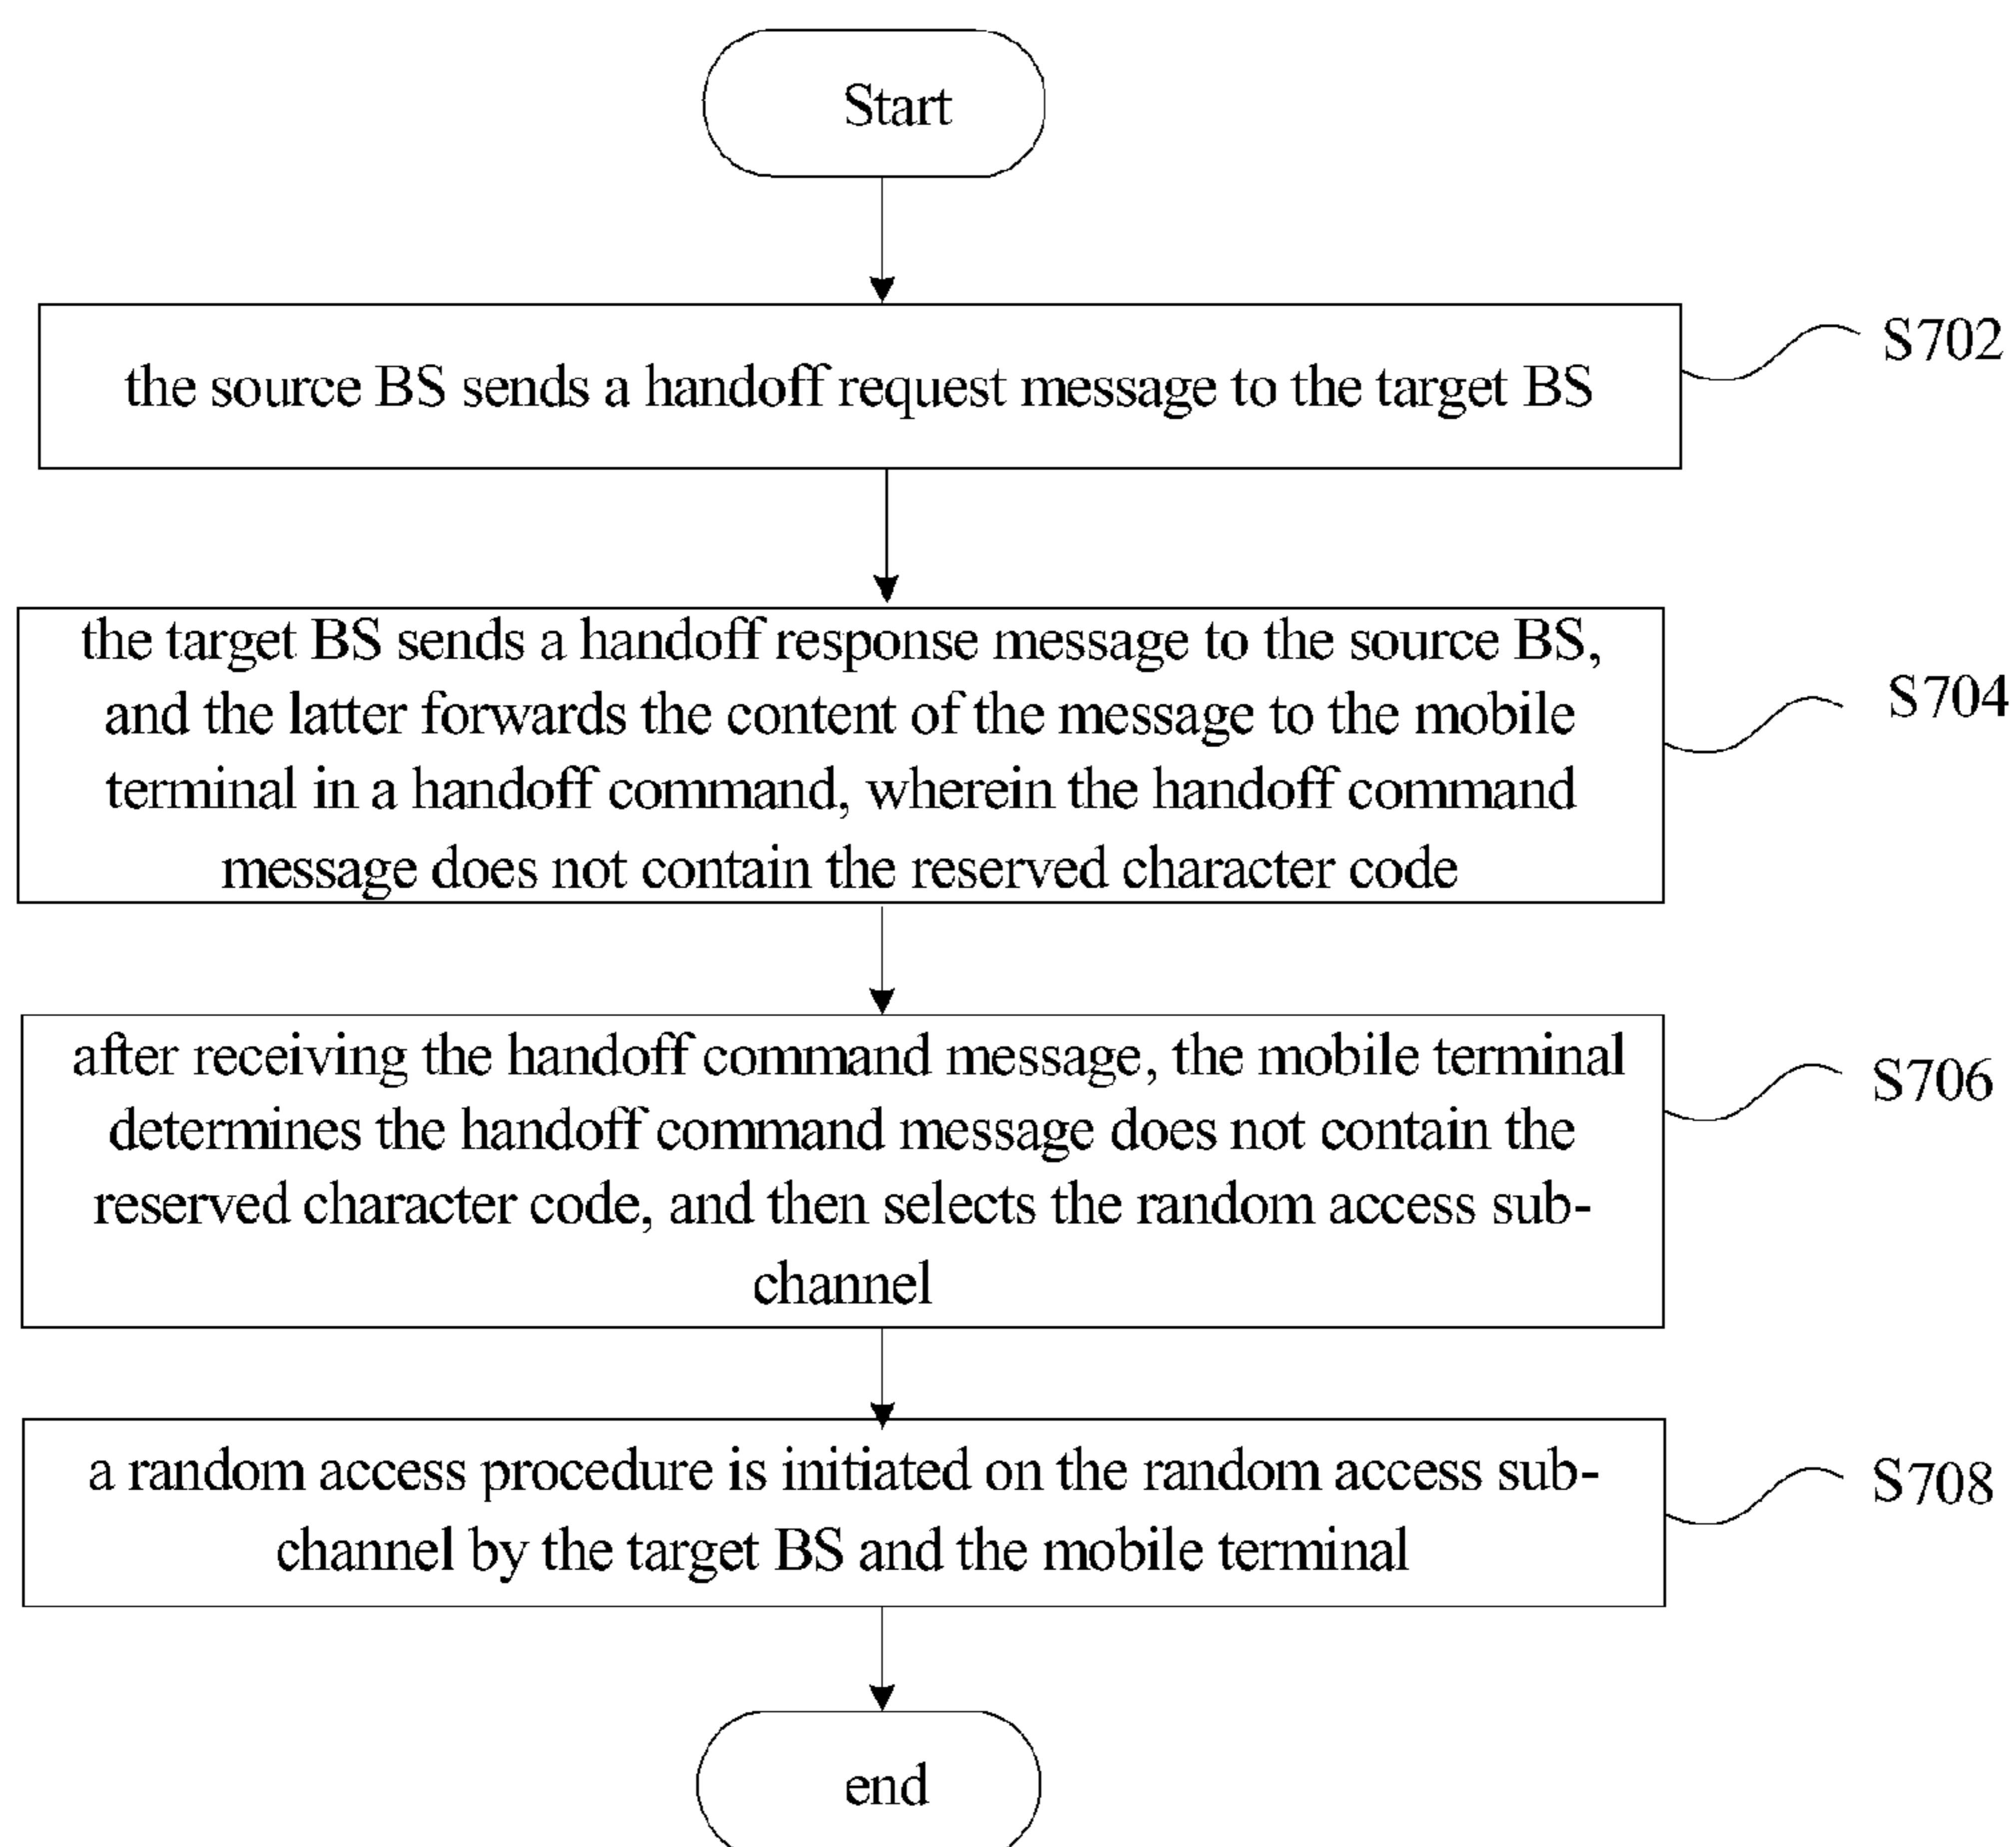 Start
the source BS sends a handoff request message to the target BS
S702
the target BS sends a handoff response message to the source BS,
and the latter forwards the content of the message to the mobile
terminal in a handoff command, wherein the handoff command
message does not contain the reserved character code
S704
after receiving the handoff command message, the mobile terminal
determines the handoff command message does not contain the
reserved character code, and then selects the random access sub-
channel
S706
a random access procedure is initiated on the random access sub-
channel by the target BS and the mobile terminal
S708
end